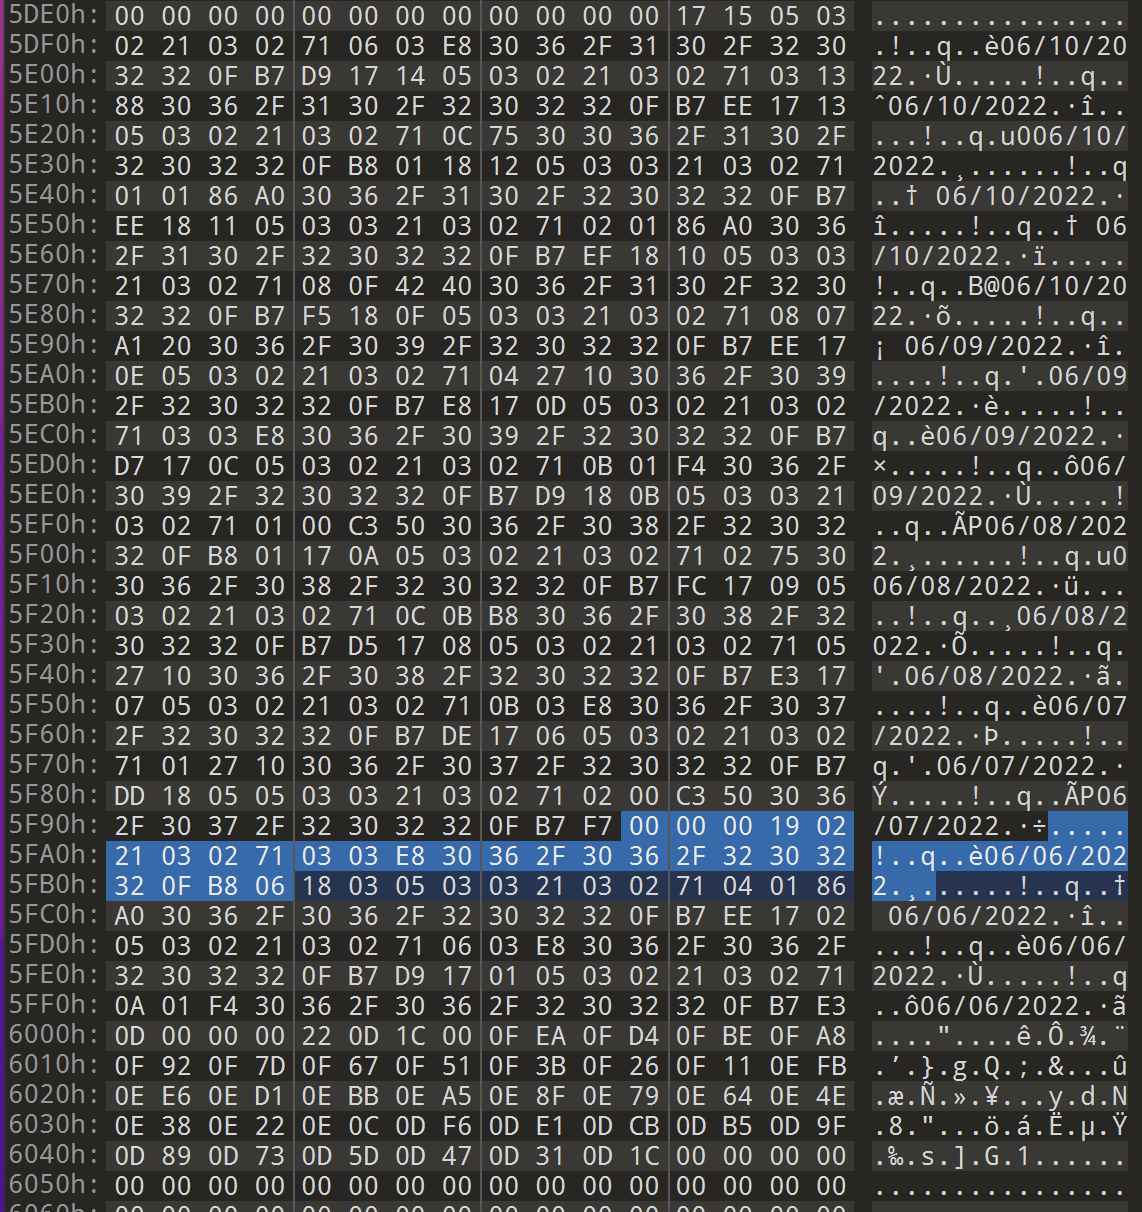 5DE0h: 00 00 00 00 00 00 00 00 00 00 00 00 17 15 05 03 ................
5DF0h: 02 21 03 02 71 06 03 E8 30 36 2F 31 30 2F 32 30 .!..q..è06/10/20
5E00h: 32 32 0F B7 D9 17 14 05 03 02 21 03 02 71 03 13 22.·Ù.....!..q..
5E10h: 88 30 36 2F 31 30 2F 32 30 32 32 0F B7 EE 17 13 ˆ06/10/2022.·î..
5E20h: 05 03 02 21 03 02 71 0C 75 30 30 36 2F 31 30 2F ...!..q.u006/10/
5E30h: 32 30 32 32 0F B8 01 18 12 05 03 03 21 03 02 71 2022.¸......!..q
5E40h: 01 01 86 A0 30 36 2F 31 30 2F 32 30 32 32 0F B7 ..† 06/10/2022.·
5E50h: EE 18 11 05 03 03 21 03 02 71 02 01 86 A0 30 36 î.....!..q..† 06
5E60h: 2F 31 30 2F 32 30 32 32 0F B7 EF 18 10 05 03 03 /10/2022.·ï.....
5E70h: 21 03 02 71 08 0F 42 40 30 36 2F 31 30 2F 32 30 !..q..B@06/10/20
5E80h: 32 32 0F B7 F5 18 0F 05 03 03 21 03 02 71 08 07 22.·õ.....!..q..
5E90h: A1 20 30 36 2F 30 39 2F 32 30 32 32 0F B7 EE 17 ¡ 06/09/2022.·î.
5EA0h: 0E 05 03 02 21 03 02 71 04 27 10 30 36 2F 30 39 ....!..q.'.06/09
5EB0h: 2F 32 30 32 32 0F B7 E8 17 0D 05 03 02 21 03 02 /2022.·è.....!..
5EC0h: 71 03 03 E8 30 36 2F 30 39 2F 32 30 32 32 0F B7 q..è06/09/2022.·
5ED0h: D7 17 0C 05 03 02 21 03 02 71 0B 01 F4 30 36 2F ×.....!..q..ô06/
5EE0h: 30 39 2F 32 30 32 32 0F B7 D9 18 0B 05 03 03 21 09/2022.·Ù.....!
5EF0h: 03 02 71 01 00 C3 50 30 36 2F 30 38 2F 32 30 32 ..q..ÃP06/08/202
5F00h: 32 0F B8 01 17 0A 05 03 02 21 03 02 71 02 75 30 2.¸......!..q.u0
5F10h: 30 36 2F 30 38 2F 32 30 32 32 0F B7 FC 17 09 05 06/08/2022.·ü...
5F20h: 03 02 21 03 02 71 0C 0B B8 30 36 2F 30 38 2F 32 ..!..q..¸06/08/2
5F30h: 30 32 32 0F B7 D5 17 08 05 03 02 21 03 02 71 05 022.·Õ.....!..q.
5F40h: 27 10 30 36 2F 30 38 2F 32 30 32 32 0F B7 E3 17 '.06/08/2022.·ã.
5F50h: 07 05 03 02 21 03 02 71 0B 03 E8 30 36 2F 30 37 ....!..q..è06/07
5F60h: 2F 32 30 32 32 0F B7 DE 17 06 05 03 02 21 03 02 /2022.·Þ.....!..
5F70h: 71 01 27 10 30 36 2F 30 37 2F 32 30 32 32 0F B7 q.'.06/07/2022.·
5F80h: DD 18 05 05 03 03 21 03 02 71 02 00 C3 50 30 36 Ý.....!..q..ÃP06
5F90h: 2F 30 37 2F 32 30 32 32 0F B7 F7 00 00 00 19 02 /07/2022.·÷.....
5FA0h: 21 03 02 71 03 03 E8 30 36 2F 30 36 2F 32 30 32 !..q..è06/06/202
5FB0h: 32 0F B8 06 18 03 05 03 03 21 03 02 71 04 01 86 2.¸......!..q..†
5FC0h: A0 30 36 2F 30 36 2F 32 30 32 32 0F B7 EE 17 02  06/06/2022.·î..
5FD0h: 05 03 02 21 03 02 71 06 03 E8 30 36 2F 30 36 2F ...!..q..è06/06/
5FE0h: 32 30 32 32 0F B7 D9 17 01 05 03 02 21 03 02 71 2022.·Ù.....!..q
5FF0h: 0A 01 F4 30 36 2F 30 36 2F 32 30 32 32 0F B7 E3 ..ô06/06/2022.·ã
6000h: 0D 00 00 00 22 0D 1C 00 0F EA 0F D4 0F BE 0F A8 ...."....ê.Ô.¾.¨
6010h: 0F 92 0F 7D 0F 67 0F 51 0F 3B 0F 26 0F 11 0E FB .’.}.g.Q.;.&...û
6020h: 0E E6 0E D1 0E BB 0E A5 0E 8F 0E 79 0E 64 0E 4E .æ.Ñ.».¥...y.d.N
6030h: 0E 38 0E 22 0E 0C 0D F6 0D E1 0D CB 0D B5 0D 9F .8."...ö.á.Ë.µ.Ÿ
6040h: 0D 89 0D 73 0D 5D 0D 47 0D 31 0D 1C 00 00 00 00 .‰.s.].G.1......
6050h: 00 00 00 00 00 00 00 00 00 00 00 00 00 00 00 00 ................